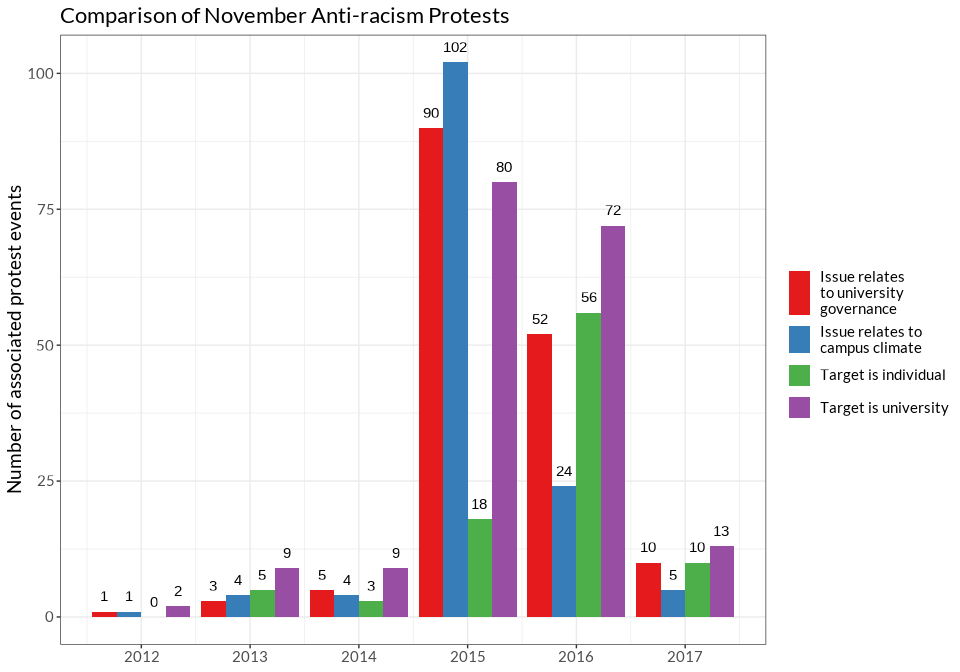 Comparison of November Anti-racism Protests
Number of associated protest events
100
75
50
25
0
1 1 0 2
3 4 5 9
5 4 3 9
90 102 18 80
52 24 56 72
10 5 10 13
2012 2013 2014 2015 2016 2017
Issue relates
to university
governance
Issue relates to
campus climate
Target is individual
Target is university